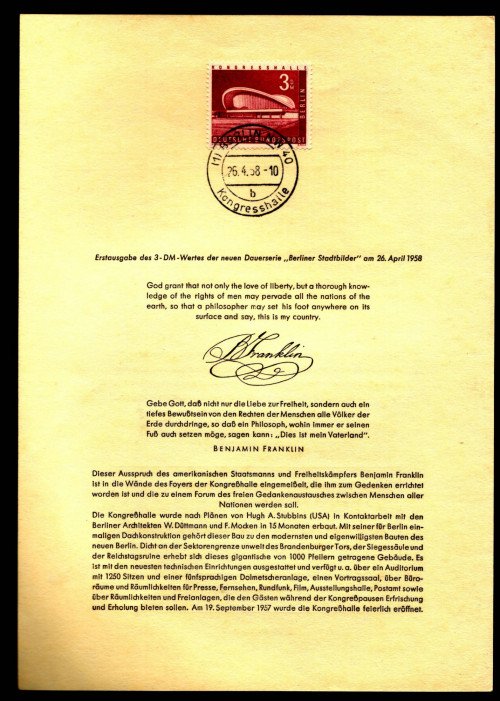 KONGRESSHALLE
3 DM
BERLIN
DEUTSCHE BUNDESPOST
(1) BERLIN NW 40
26.4.58-10
b
Kongresshalle
Erstausgabe des 3-DM-Wertes der neuen Dauerserie „Berliner Stadtbilder" am 26. April 1958
God grant that not only the love of liberty, but a thorough know-
ledge of the rights of men may pervade all the nations of the
earth, so that a philosopher may set his foot anywhere on its
surface and say, this is my country.
B Franklin
Gebe Gott, daß nicht nur die Liebe zur Freiheit, sondern auch ein
tiefes Bewußtsein von den Rechten der Menschen alle Völker der
Erde durchdringe, so daß ein Philosoph, wohin immer er seinen
Fuß auch setzen möge, sagen kann: „Dies ist mein Vaterland".
BENJAMIN FRANKLIN
Dieser Ausspruch des amerikanischen Staatsmanns und Freiheitskämpfers Benjamin Franklin
ist in die Wände des Foyers der Kongreßhalle eingemeißelt, die ihm zum Gedenken errichtet
worden ist und die zu einem Forum des freien Gedankenaustausches zwischen Menschen aller
Nationen werden soll.
Die Kongreßhalle wurde nach Plänen von Hugh A. Stubbins (USA) in Kontaktarbeit mit den
Berliner Architekten W. Düttmann und F. Mocken in 15 Monaten erbaut. Mit seiner für Berlin ein-
maligen Dachkonstruktion gehört dieser Bau zu den modernsten und eigenwilligsten Bauten des
neuen Berlin. Dicht an der Sektorengrenze unweit des Brandenburger Tors, der Siegessäule und
der Reichstagsruine erhebt sich dieses gigantische von 1000 Pfeilern getragene Gebäude. Es
ist mit den neuesten technischen Einrichtungen ausgestattet und verfügt u. a. über ein Auditorium
mit 1250 Sitzen und einer fünfsprachigen Dolmetscheranlage, einen Vortragssaal, über Büro-
räume und Räumlichkeiten für Presse, Fernsehen, Rundfunk, Film, Ausstellungshalle, Postamt sowie
über Räumlichkeiten und Freianlagen, die den Gästen während der Kongreßpausen Erfrischung
und Erholung bieten sollen. Am 19. September 1957 wurde die Kongreßhalle feierlich eröffnet.